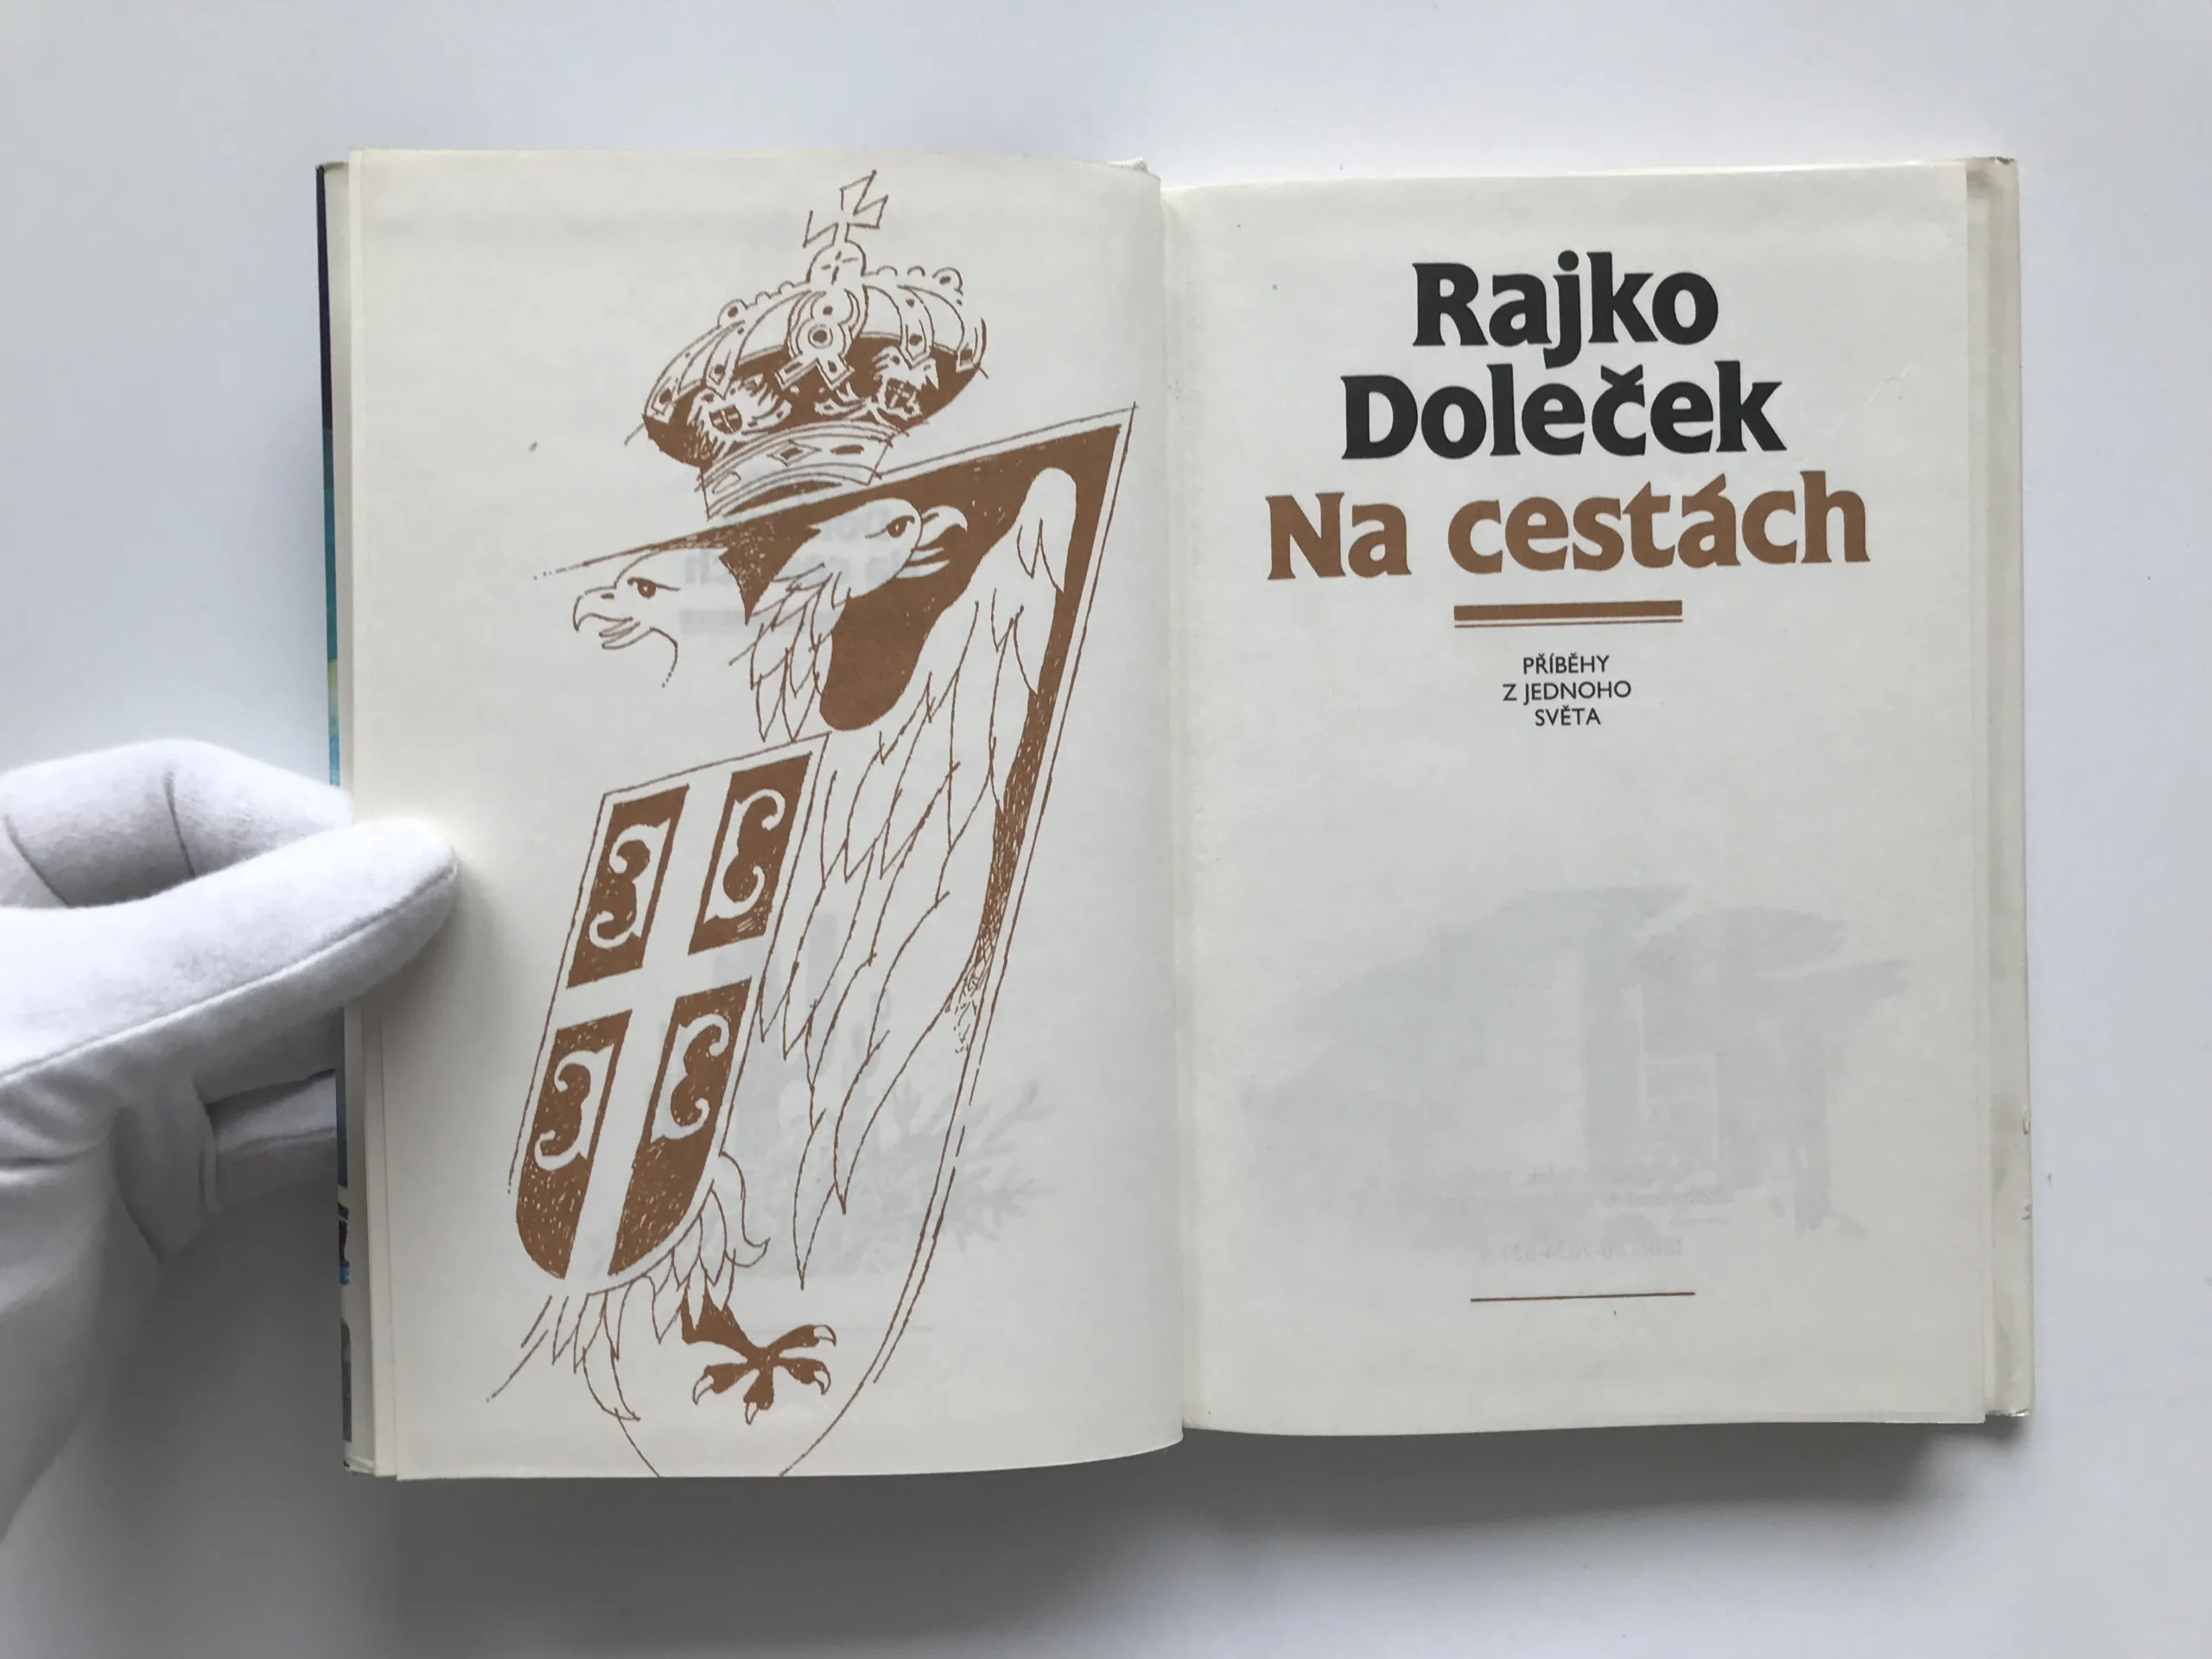 Rajko
Doleček
Na cestách
PŘÍBĚHY
Z JEDNOHO
SVĚTA